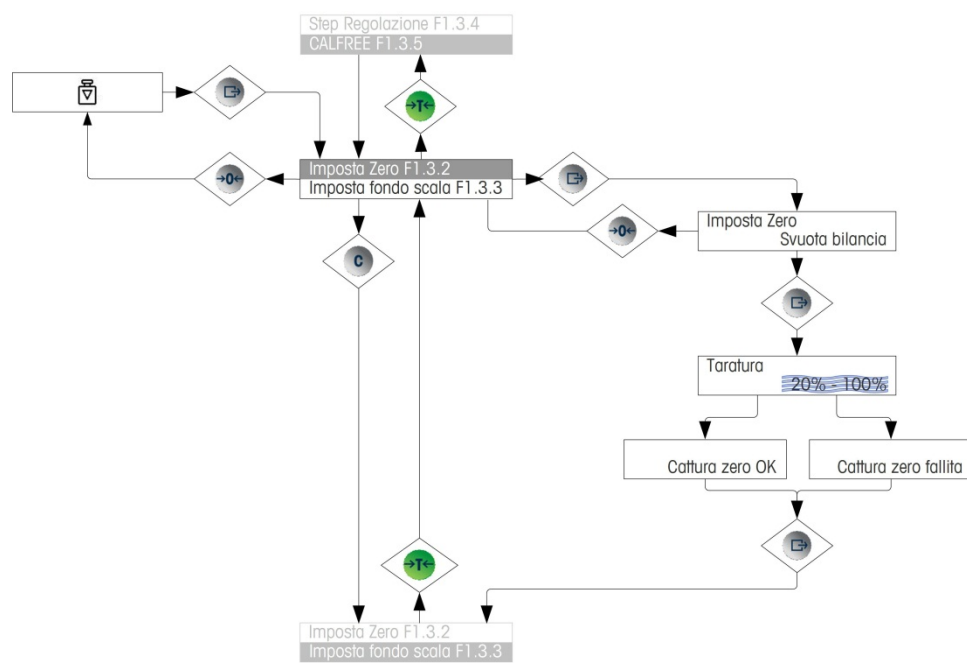 Step Regolazione F1.3.4
CALFREE F1.3.5
→T←
→0←
Imposta Zero F1.3.2
Imposta fondo scala F1.3.3
→0←
Imposta Zero
Svuota bilancia
C
Taratura
20% - 100%
Cattura zero OK
Cattura zero fallita
→T←
Imposta Zero F1.3.2
Imposta fondo scala F1.3.3